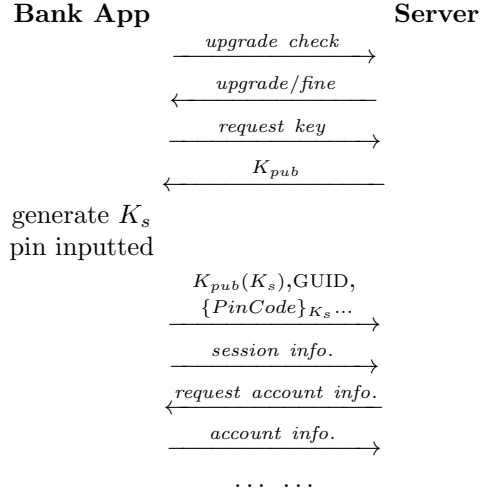 Bank App Server
upgrade check
upgrade/fine
request key
K_pub
generate K_s
pin inputted
K_pub(K_s),GUID,
{PinCode}_{K_s}...
session info.
request account info.
account info.
... ...